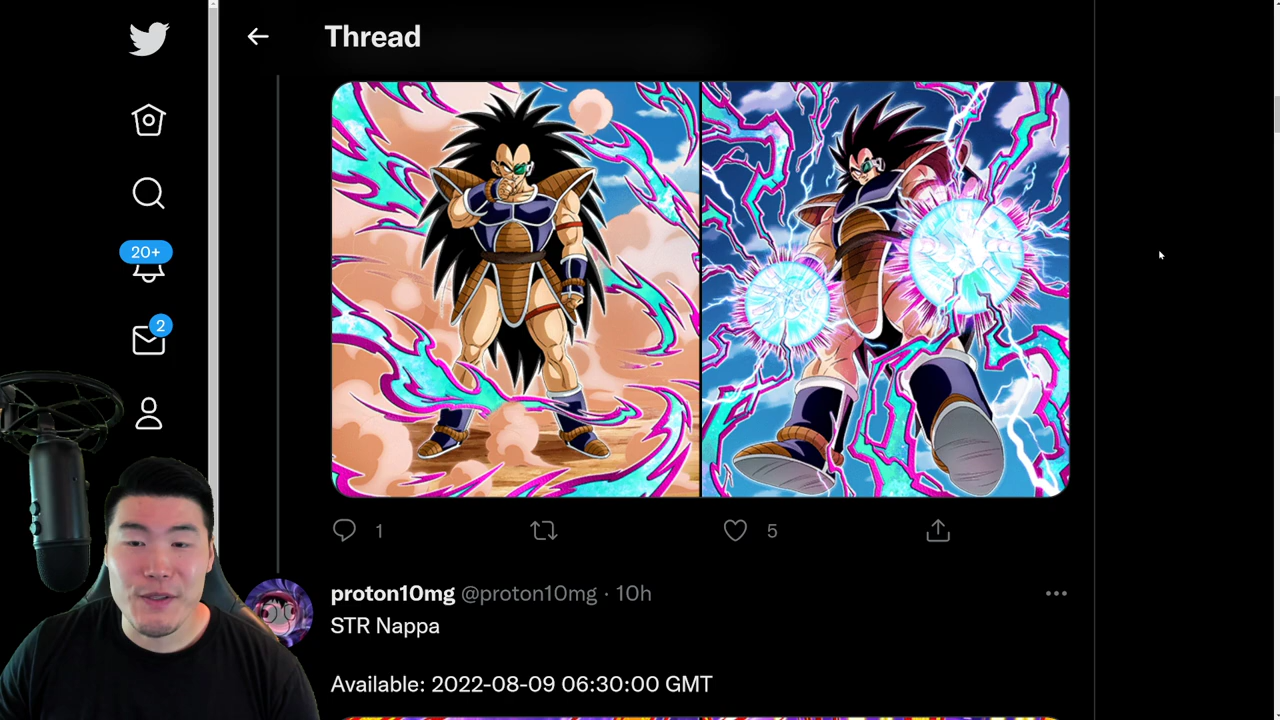 Thread
20+
2
1
5
proton10mg @proton10mg · 10h
STR Nappa
Available: 2022-08-09 06:30:00 GMT